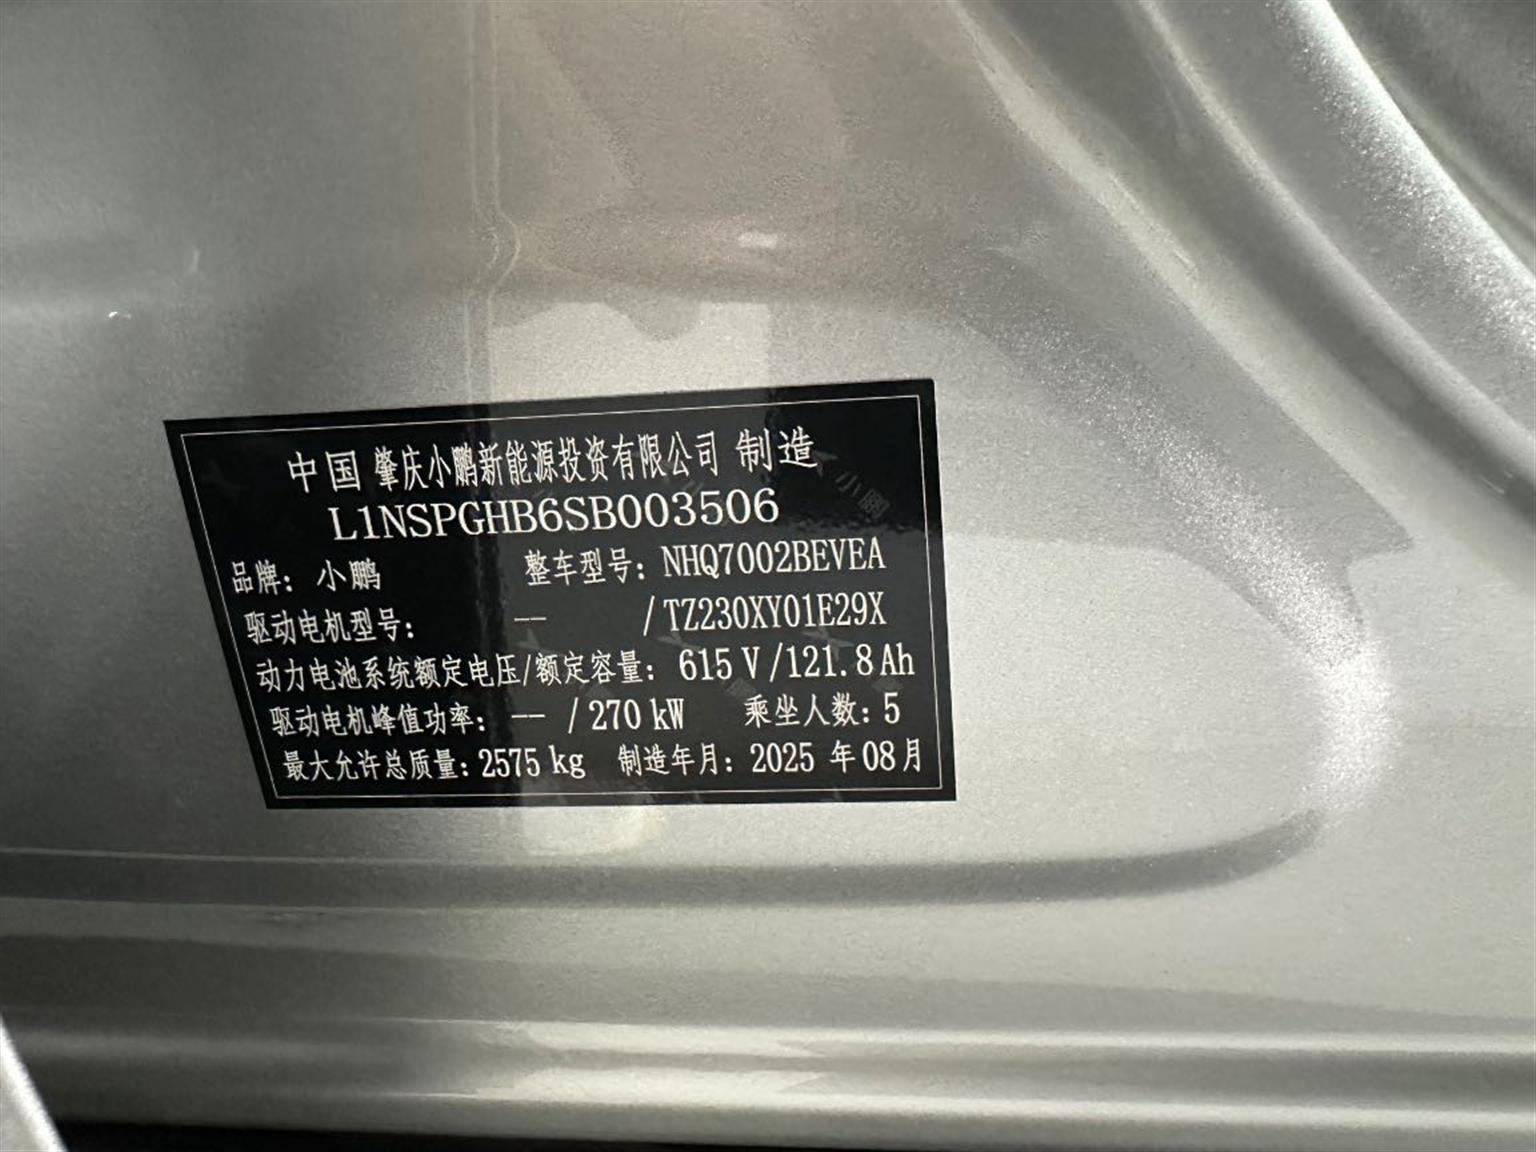 中国 肇庆小鹏新能源投资有限公司 制造
L1NSPGHB6SB003506
品牌：小鹏 整车型号：NHQ7002BEVEA
驱动电机型号： -- /TZ230XY01E29X
动力电池系统额定电压/额定容量：615 V/121.8Ah
驱动电机峰值功率： -- /270 kW 乘坐人数：5
最大允许总质量：2575 kg 制造年月：2025 年08月
小鹏